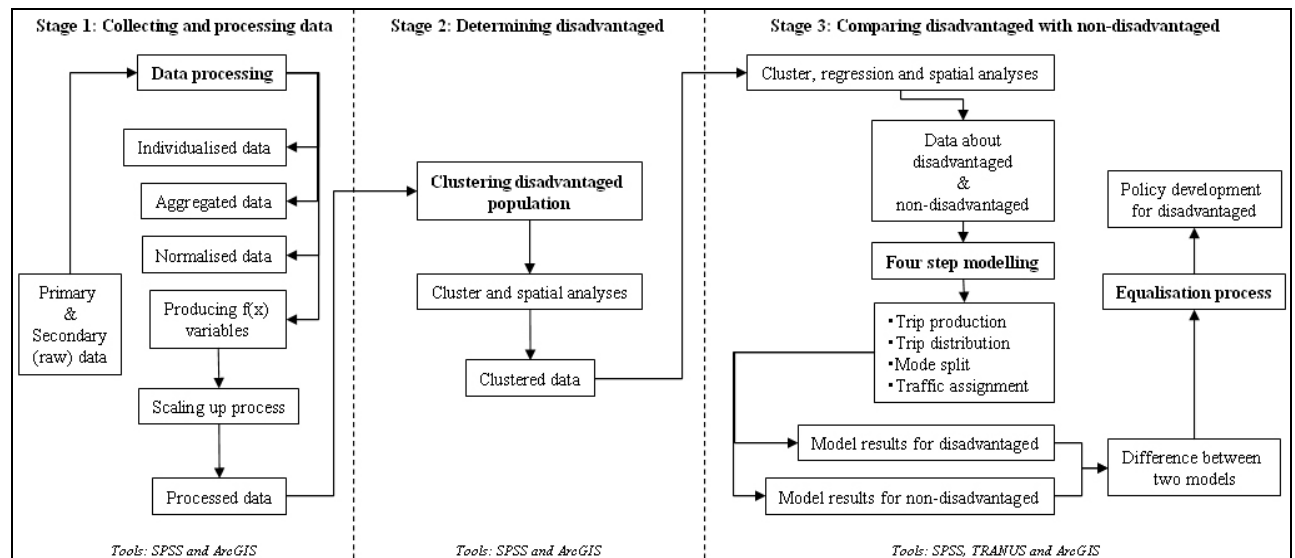 Stage 1: Collecting and processing data
Data processing
Individualised data
Aggregated data
Normalised data
Primary
&
Secondary
(raw) data
Producing f(x)
variables
Scaling up process
Processed data
Tools: SPSS and ArcGIS
Stage 2: Determining disadvantaged
Clustering disadvantaged
population
Cluster and spatial analyses
Clustered data
Tools: SPSS and ArcGIS
Stage 3: Comparing disadvantaged with non-disadvantaged
Cluster, regression and spatial analyses
Data about
disadvantaged
&
non-disadvantaged
Four step modelling
▪Trip production
▪Trip distribution
▪Mode split
▪Traffic assignment
Model results for disadvantaged
Model results for non-disadvantaged
Difference between
two models
Equalisation process
Policy development
for disadvantaged
Tools: SPSS, TRANUS and ArcGIS